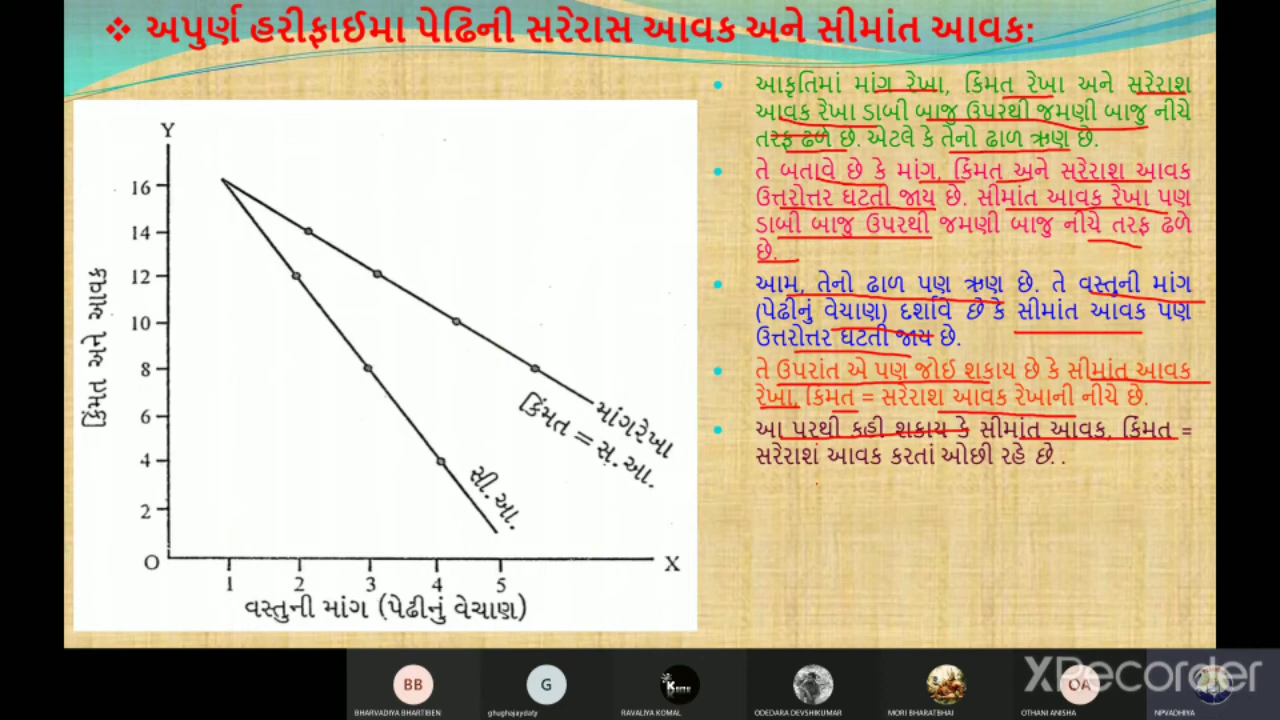 ❖ અપુર્ણ હરીફાઈમા પેઢિની સરેરાસ આવક અને સીમાંત આવક:
Y
16
14
12
10
8
6
4
2
O
1 2 3 4 5
X
કિંમત અને આવક
માંગરેખા
કિંમત = સ. આ.
સી. આ.
વસ્તુની માંગ (પેઢીનું વેચાણ)
• આકૃતિમાં માંગ રેખા, કિંમત રેખા અને સરેરાશ
આવક રેખા ડાબી બાજુ ઉપરથી જમણી બાજુ નીચે
તરફ ઢળે છે. એટલે કે તેનો ઢાળ ઋણ છે.
• તે બતાવે છે કે માંગ, કિંમત અને સરેરાશ આવક
ઉત્તરોત્તર ઘટતી જાય છે. સીમાંત આવક રેખા પણ
ડાબી બાજુ ઉપરથી જમણી બાજુ નીચે તરફ ઢળે
છે.
• આમ, તેનો ઢાળ પણ ઋણ છે. તે વસ્તુની માંગ
(પેઢીનું વેચાણ) દર્શાવે છે કે સીમાંત આવક પણ
ઉત્તરોત્તર ઘટતી જાય છે.
• તે ઉપરાંત એ પણ જોઈ શકાય છે કે સીમાંત આવક
રેખા, કિંમત = સરેરાશ આવક રેખાની નીચે છે.
• આ પરથી કહી શકાય કે સીમાંત આવક, કિંમત =
સરેરાશં આવક કરતાં ઓછી રહે છે. .
BB
G
OA
BHARVADIYA BHARTIBEN
ghughajaydaty
RAVALIYA KOMAL
ODEDARA DEVSHIKUMAR
MORI BHARATBHAI
OTHANI ANISHA
NPVADHIYA
XRecorder